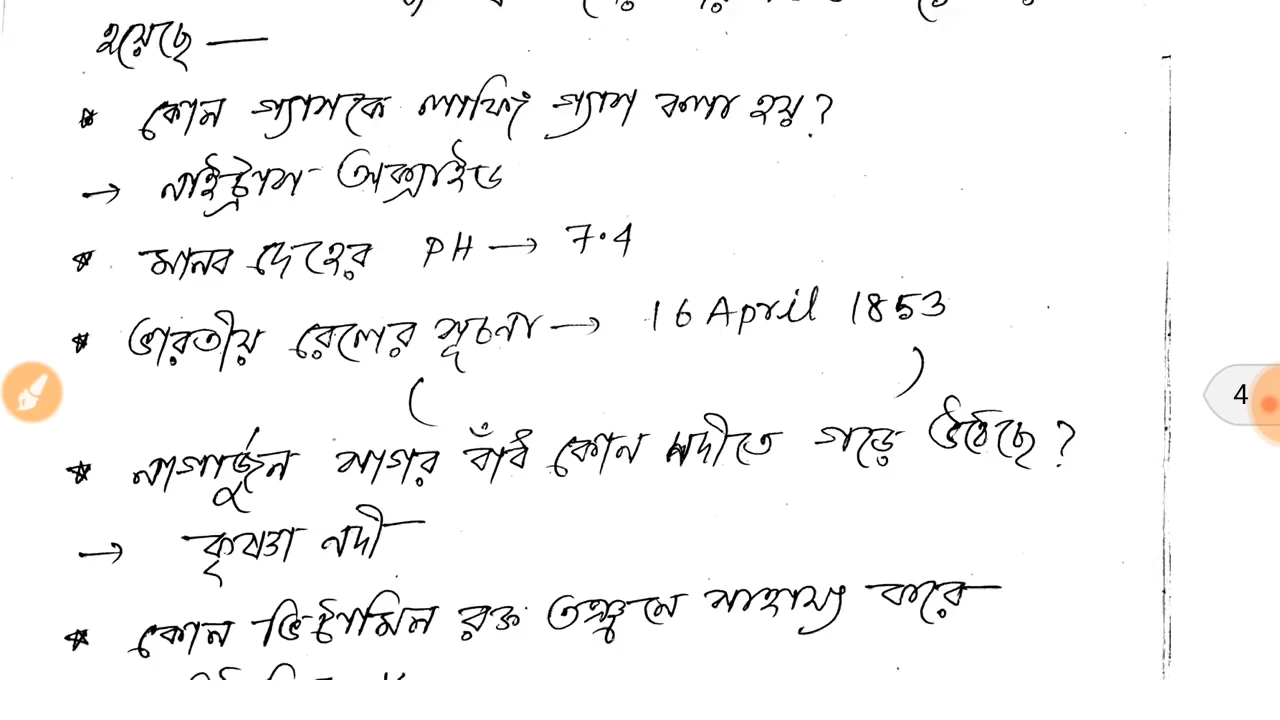 হয়েছে —
* কোন গ্যাসকে লাফিং গ্যাস বলা হয়?
→ নাইট্রাস অক্সাইড
* মানব দেহের PH → 7.4
* ভারতীয় রেলের সূচনা → 16 April 1853
( )
* নাগার্জুন সাগর বাঁধ কোন নদীতে গড়ে উঠেছে?
→ কৃষ্ণা নদী
* কোন ভিটামিন রক্ত তঞ্চনে সাহায্য করে
4